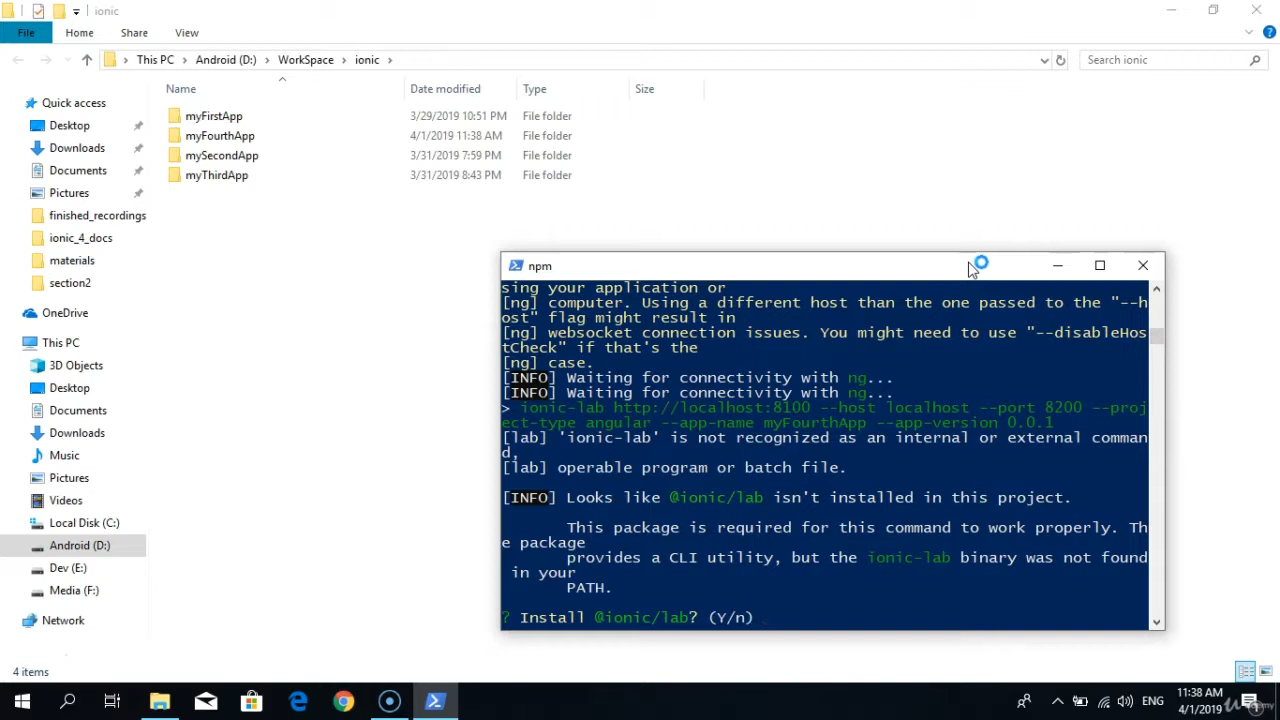 ionic
File Home Share View
This PC Android (D:) WorkSpace ionic
Search ionic
Name Date modified Type Size
myFirstApp 3/29/2019 10:51 PM File folder
myFourthApp 4/1/2019 11:38 AM File folder
mySecondApp 3/31/2019 7:59 PM File folder
myThirdApp 3/31/2019 8:43 PM File folder
Quick access
Desktop
Downloads
Documents
Pictures
finished_recordings
ionic_4_docs
materials
section2
OneDrive
This PC
3D Objects
Desktop
Documents
Downloads
Music
Pictures
Videos
Local Disk (C:)
Android (D:)
Dev (E:)
Media (F:)
Network
4 items
npm
sing your application or
[ng] computer. Using a different host than the one passed to the "--h
ost" flag might result in
[ng] websocket connection issues. You might need to use "--disableHos
tCheck" if that's the
[ng] case.
[INFO] Waiting for connectivity with ng...
[INFO] Waiting for connectivity with ng...
> ionic-lab http://localhost:8100 --host localhost --port 8200 --proj
ect-type angular --app-name myFourthApp --app-version 0.0.1
[lab] 'ionic-lab' is not recognized as an internal or external comman
d,
[lab] operable program or batch file.
[INFO] Looks like @ionic/lab isn't installed in this project.
This package is required for this command to work properly. Th
e package
provides a CLI utility, but the ionic-lab binary was not found
in your
PATH.
? Install @ionic/lab? (Y/n)
ENG
11:38 AM
4/1/2019